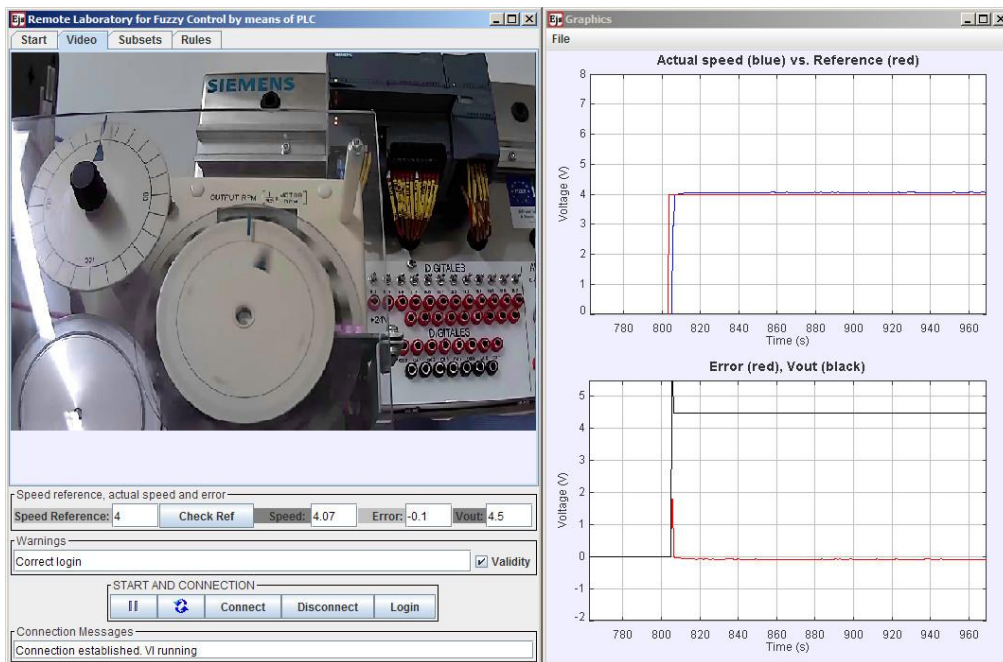 Remote Laboratory for Fuzzy Control by means of PLC
Start Video Subsets Rules
SIEMENS
OUTPUT RPM
DIGITALES
+24V
DIGITALES
Speed reference, actual speed and error
Speed Reference: 4 Check Ref Speed: 4.07 Error: -0.1 Vout: 4.5
Warnings
Correct login Validity
START AND CONNECTION
Connect Disconnect Login
Connection Messages
Connection established. VI running
Graphics
File
Actual speed (blue) vs. Reference (red)
Voltage (V)
8
7
6
5
4
3
2
1
0
780 800 820 840 860 880 900 920 940 960
Time (s)
Error (red), Vout (black)
Voltage (V)
5
4
3
2
1
0
-1
-2
780 800 820 840 860 880 900 920 940 960
Time (s)